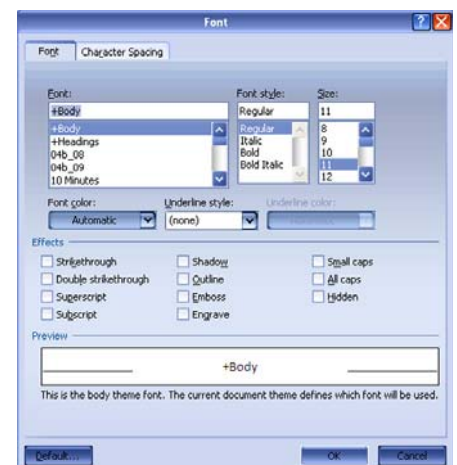 Font
Font Character Spacing
Font: Font style: Size:
+Body Regular 11
+Body Regular 8
+Headings Italic 9
04b_08 Bold 10
04b_09 Bold Italic 11
10 Minutes 12
Font color: Underline style: Underline color:
Automatic (none) Automatic
Effects
Strikethrough Shadow Small caps
Double strikethrough Outline All caps
Superscript Emboss Hidden
Subscript Engrave
Preview
+Body
This is the body theme font. The current document theme defines which font will be used.
Default... OK Cancel